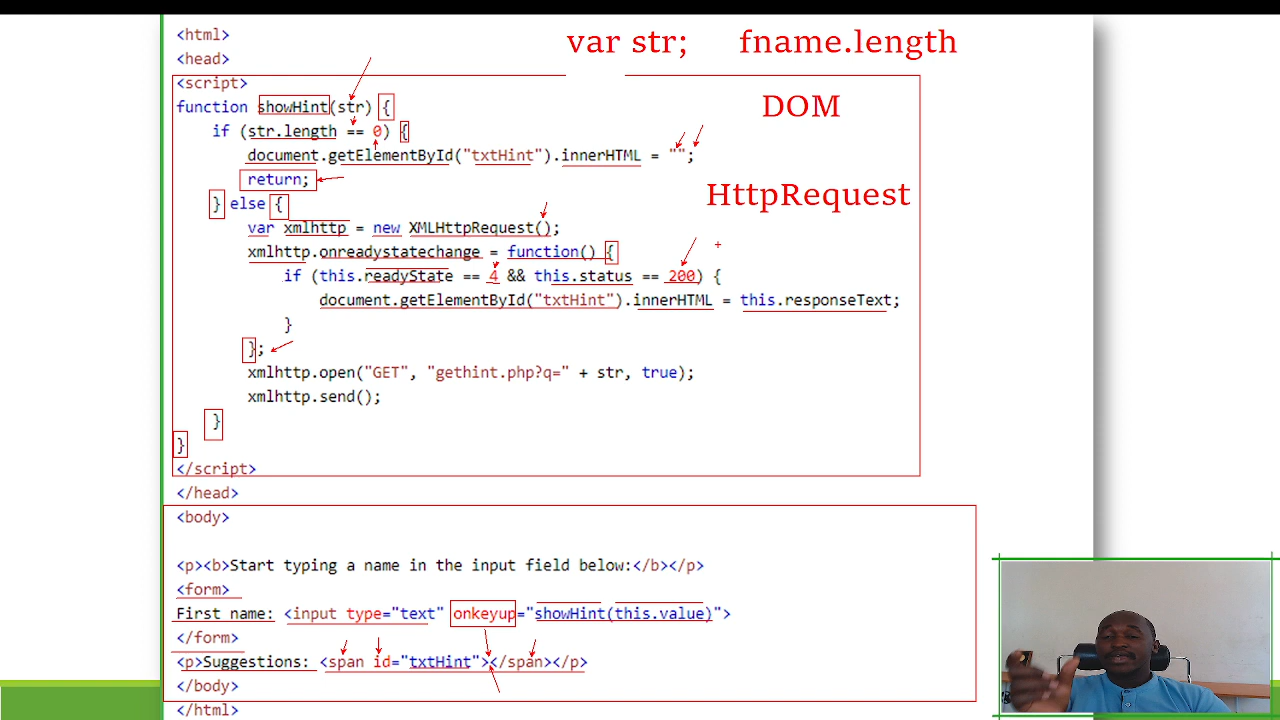 <html>
<head>
<script>
function showHint(str) {
    if (str.length == 0) {
        document.getElementById("txtHint").innerHTML = "";
        return;
    } else {
        var xmlhttp = new XMLHttpRequest();
        xmlhttp.onreadystatechange = function() {
            if (this.readyState == 4 && this.status == 200) {
                document.getElementById("txtHint").innerHTML = this.responseText;
            }
        };
        xmlhttp.open("GET", "gethint.php?q=" + str, true);
        xmlhttp.send();
    }
}
</script>
</head>
<body>
<p><b>Start typing a name in the input field below:</b></p>
<form>
First name: <input type="text" onkeyup="showHint(this.value)">
</form>
<p>Suggestions: <span id="txtHint"></span></p>
</body>
</html>
var str; fname.length
DOM
HttpRequest